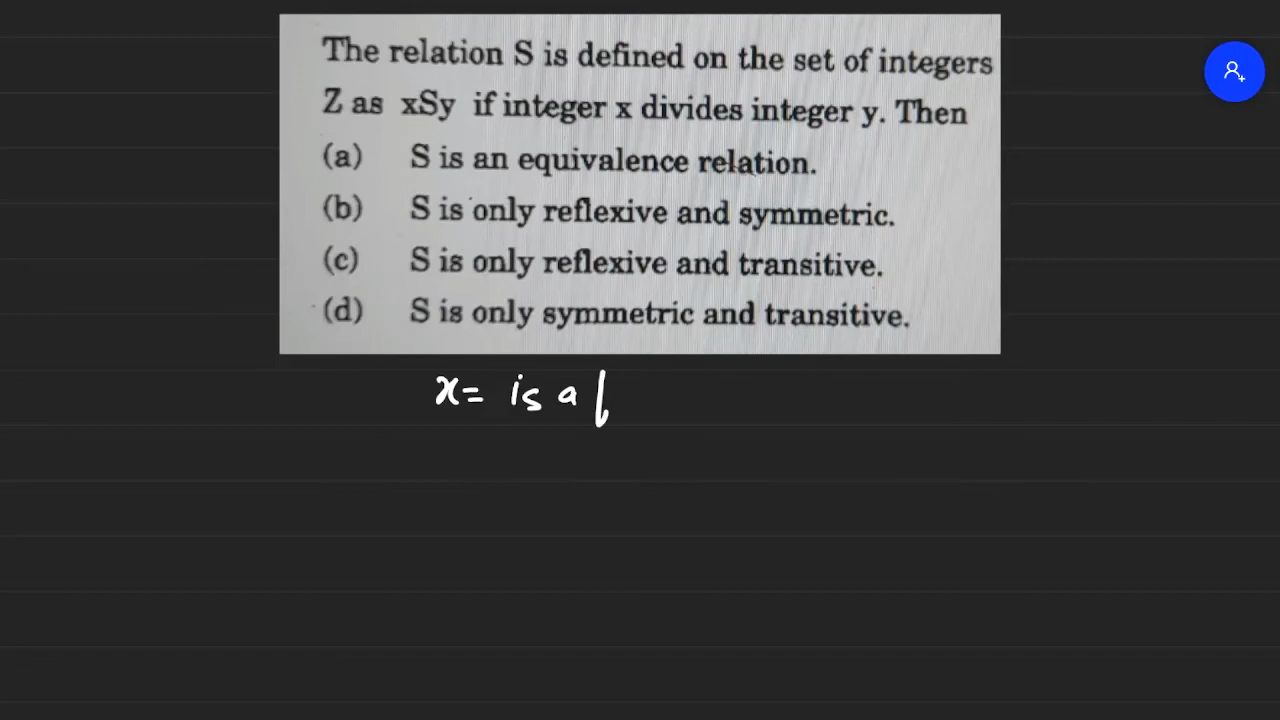 The relation S is defined on the set of integers
Z as xSy if integer x divides integer y. Then
(a) S is an equivalence relation.
(b) S is only reflexive and symmetric.
(c) S is only reflexive and transitive.
(d) S is only symmetric and transitive.
x= is a f